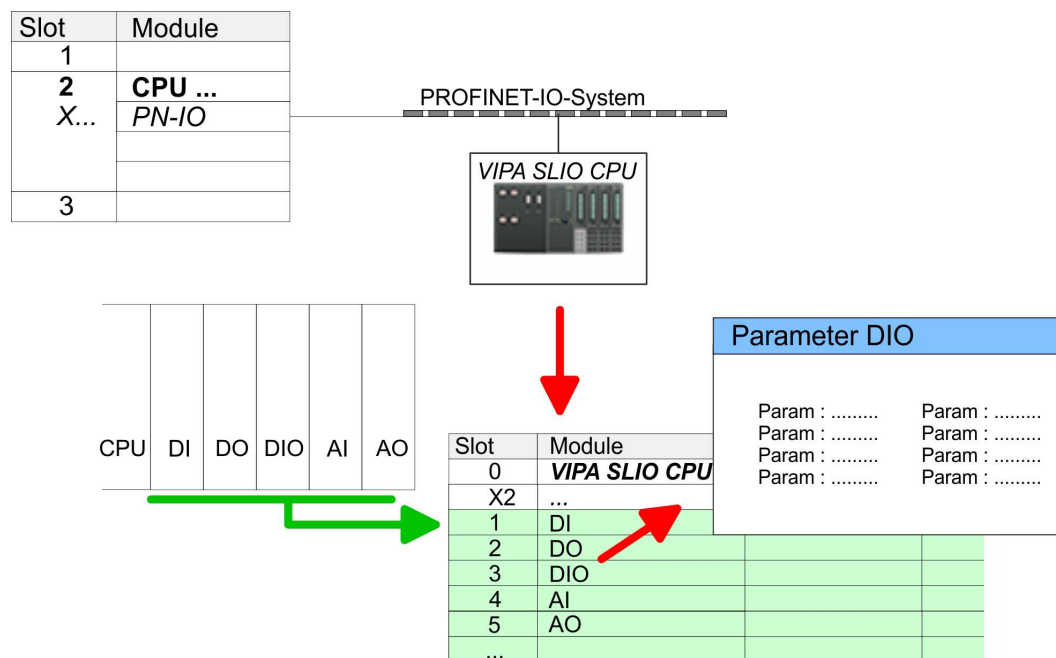 Slot Module
1
2 CPU ...
X... PN-IO
3
PROFINET-IO-System
VIPA SLIO CPU
CPU DI DO DIO AI AO
Parameter DIO
Param : ......... Param : .........
Param : ......... Param : .........
Param : ......... Param : .........
Param : ......... Param : .........
Slot Module
0 VIPA SLIO CPU
X2 ...
1 DI
2 DO
3 DIO
4 AI
5 AO
...